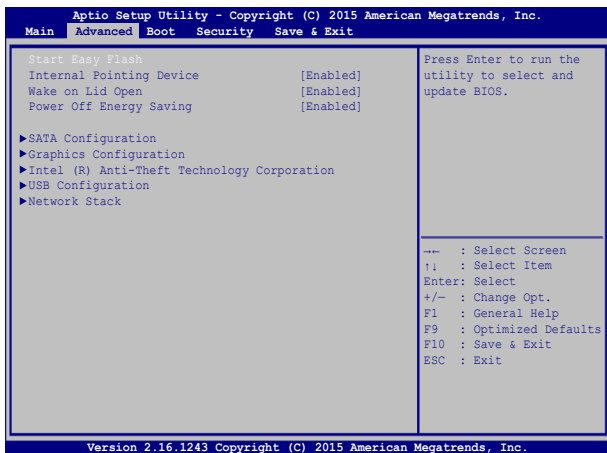 Aptio Setup Utility - Copyright (C) 2015 American Megatrends, Inc.
Main Advanced Boot Security Save & Exit
Start Easy Flash
Internal Pointing Device [Enabled]
Wake on Lid Open [Enabled]
Power Off Energy Saving [Enabled]
▶SATA Configuration
▶Graphics Configuration
▶Intel (R) Anti-Theft Technology Corporation
▶USB Configuration
▶Network Stack
Press Enter to run the
utility to select and
update BIOS.
→← : Select Screen
↑↓ : Select Item
Enter: Select
+/— : Change Opt.
F1 : General Help
F9 : Optimized Defaults
F10 : Save & Exit
ESC : Exit
Version 2.16.1243 Copyright (C) 2015 American Megatrends, Inc.